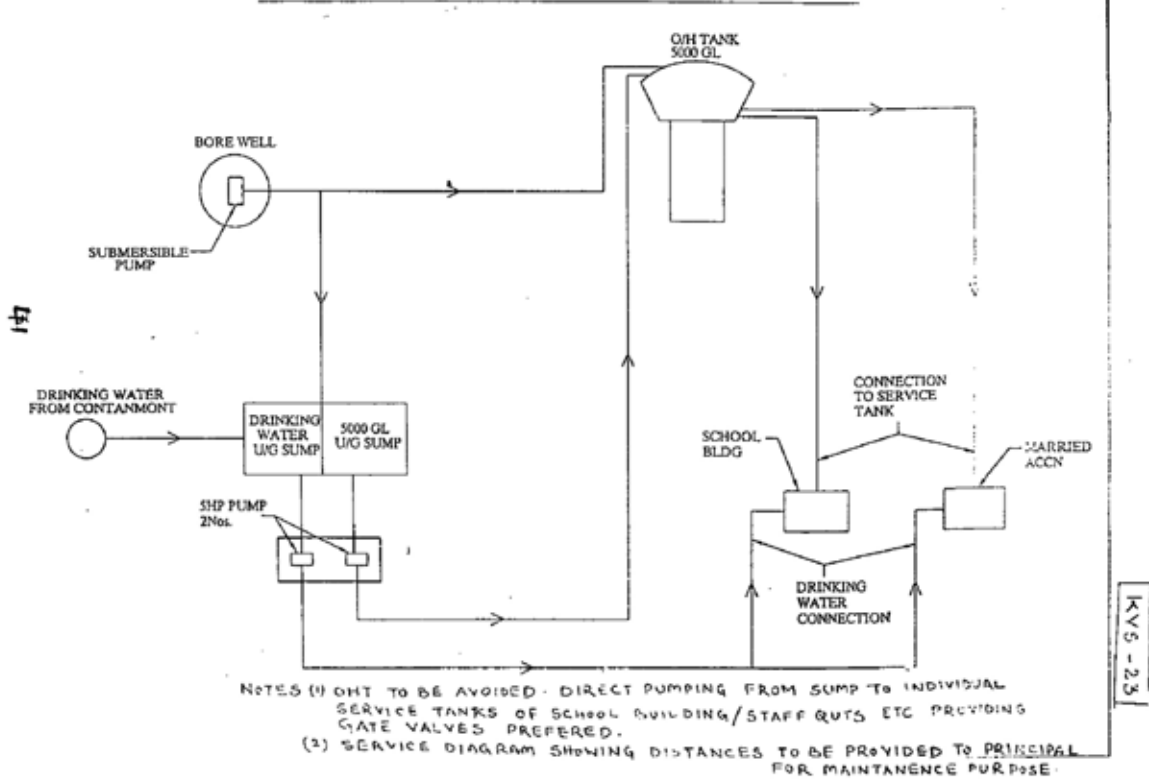 O/H TANK
5000 GL
BORE WELL
SUBMERSIBLE
PUMP
471
DRINKING WATER
FROM CONTANMONT
DRINKING
WATER
U/G SUMP
5000 GL
U/G SUMP
CONNECTION
TO SERVICE
TANK
SCHOOL
BLDG
MARRIED
ACCN
5HP PUMP
2Nos.
DRINKING
WATER
CONNECTION
KVS-23
NOTES (1) OHT TO BE AVOIDED. DIRECT PUMPING FROM SUMP TO INDIVIDUAL
SERVICE TANKS OF SCHOOL BUILDING/STAFF QUTS ETC PROVIDING
GATE VALVES PREFERED.
(2) SERVICE DIAGRAM SHOWING DISTANCES TO BE PROVIDED TO PRINCIPAL
FOR MAINTANENCE PURPOSE.